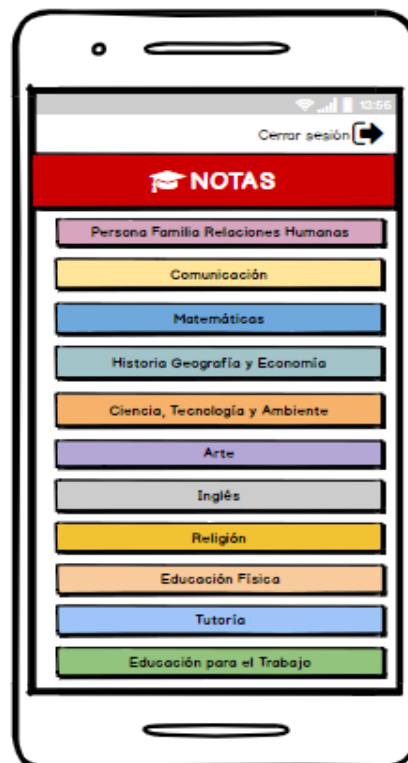 13:56
Cerrar sesión
NOTAS
Persona Familia Relaciones Humanas
Comunicación
Matemáticas
Historia Geografía y Economía
Ciencia, Tecnología y Ambiente
Arte
Inglés
Religión
Educación Física
Tutoría
Educación para el Trabajo